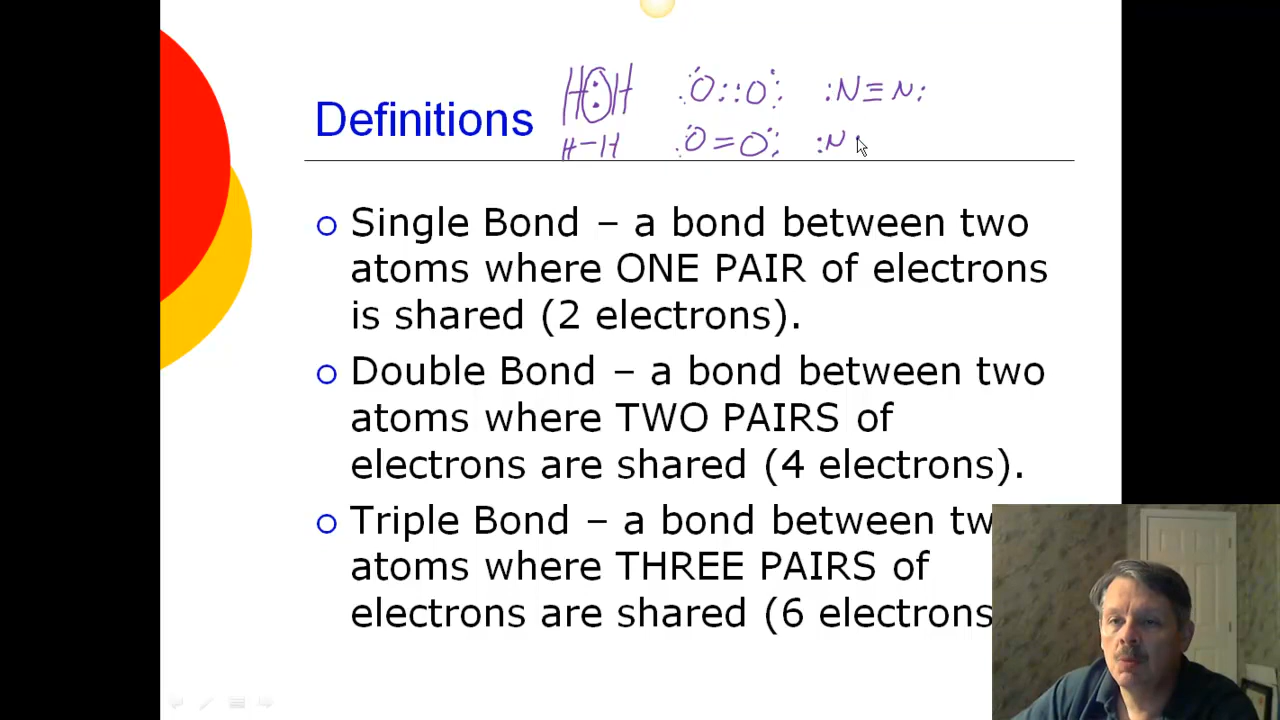 H:H :Ö::Ö: :N≡N:
Definitions
H–H :Ö=Ö: :N
Single Bond – a bond between two
atoms where ONE PAIR of electrons
is shared (2 electrons).
Double Bond – a bond between two
atoms where TWO PAIRS of
electrons are shared (4 electrons).
Triple Bond – a bond between tw
atoms where THREE PAIRS of
electrons are shared (6 electrons